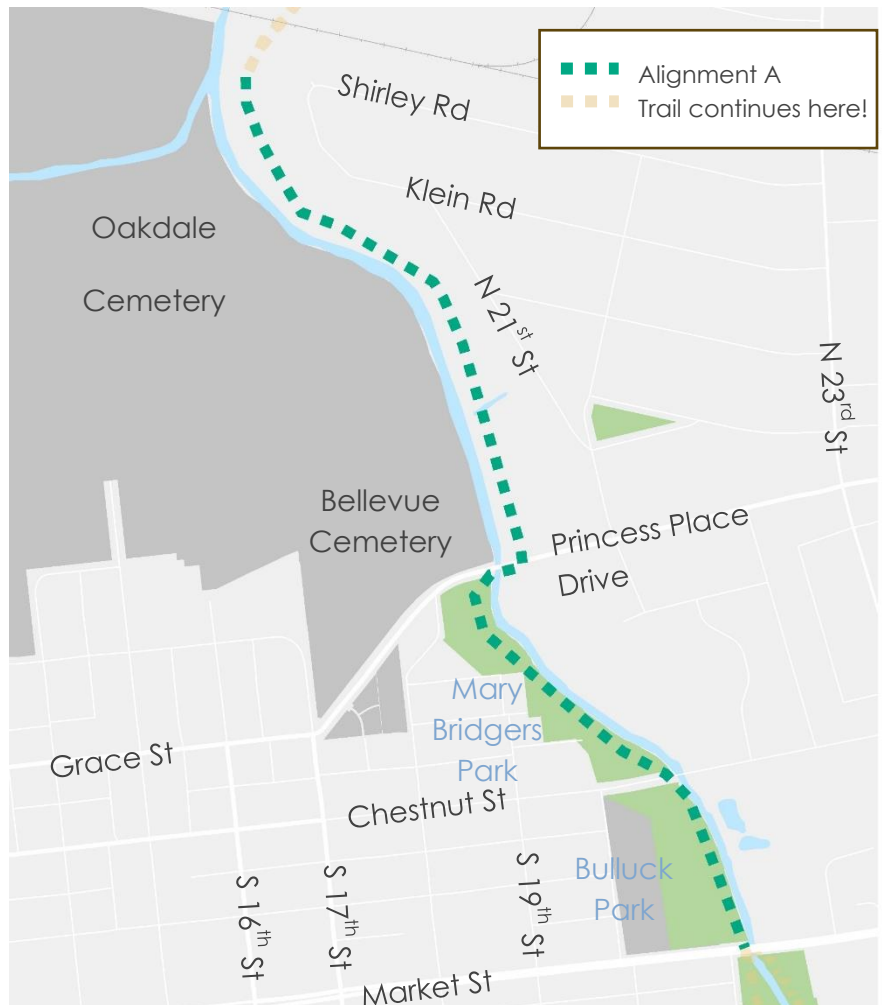 Alignment A
Trail continues here!
Shirley Rd
Klein Rd
Oakdale
Cemetery
N 21st St
N 23rd St
Bellevue
Cemetery
Princess Place
Drive
Mary
Bridgers
Park
Grace St
Chestnut St
Bulluck
Park
S 16th St
S 17th St
S 19th St
Market St